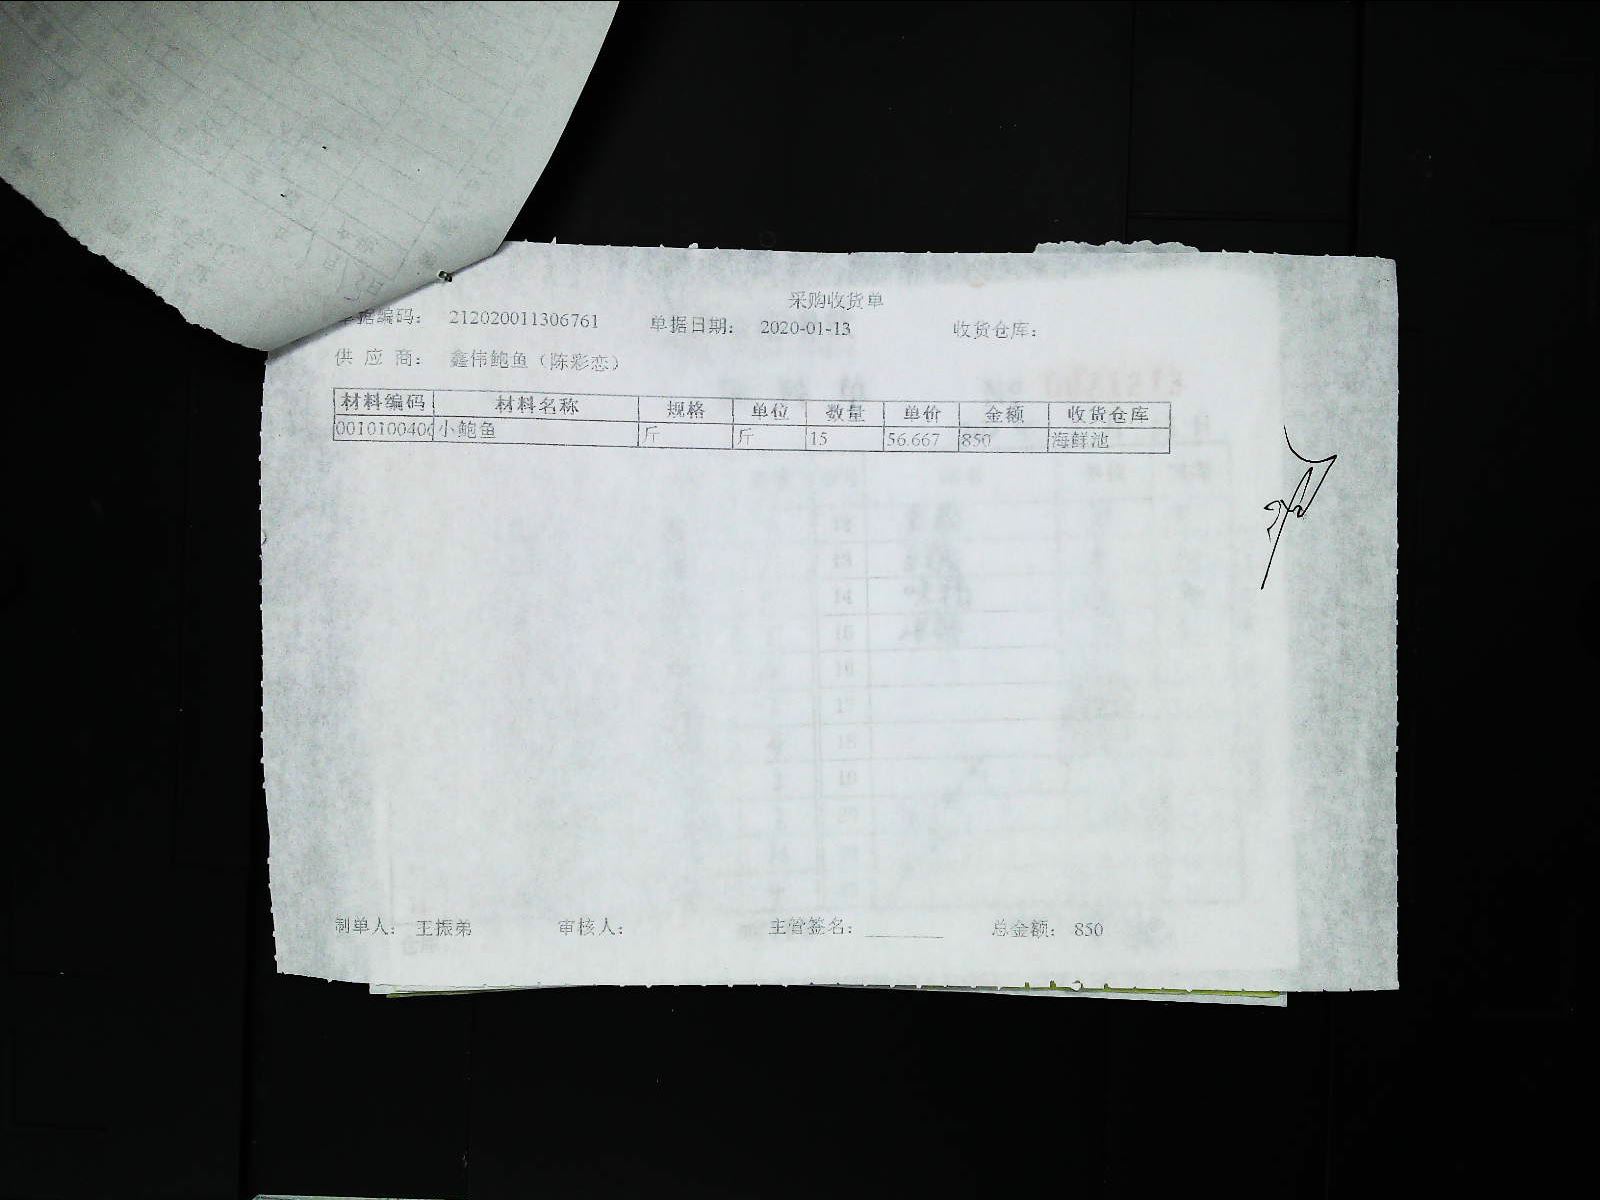 采购收货单
单据编码： 212020011306761 单据日期： 2020-01-13 收货仓库：
供 应 商： 鑫伟鲍鱼（陈彩恋）
材料编码 材料名称 规格 单位 数量 单价 金额 收货仓库
0010100406 小鲍鱼 斤 斤 15 56.667 850 海鲜池
制单人： 王振弟 审核人： 主管签名： ________ 总金额： 850